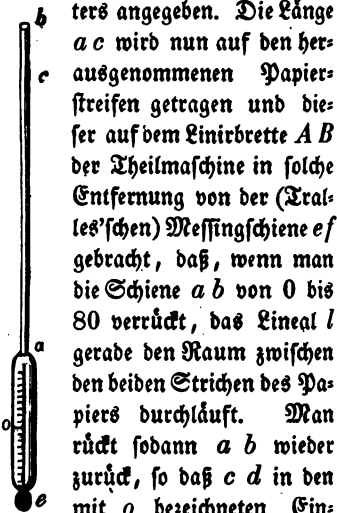 b
c
a
o
e
ters angegeben. Die Länge
a c wird nun auf den her⸗
ausgenommenen Papier⸗
ſtreifen getragen und die⸗
ſer auf dem Linirbrette A B
der Theilmaſchine in ſolche
Entfernung von der (Tral⸗
les'ſchen) Meſſingſchiene e f
gebracht, daß, wenn man
die Schiene a b von 0 bis
80 verrückt, das Lineal l
gerade den Raum zwiſchen
den beiden Strichen des Pa⸗
piers durchläuft. Man
rückt ſodann a b wieder
zurück, ſo daß c d in den
mit o bezeichneten Ein⸗